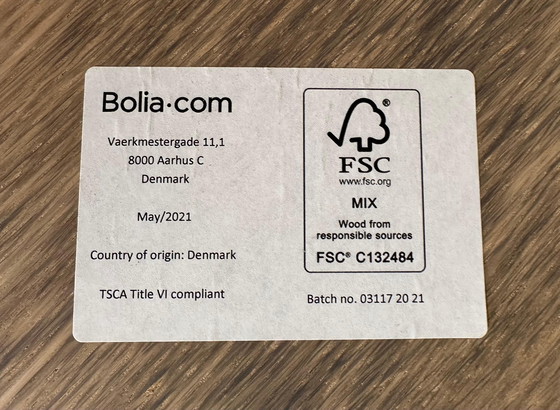 Bolia.com
Vaerkmestergade 11,1
8000 Aarhus C
Denmark
May/2021
Country of origin: Denmark
TSCA Title VI compliant
®
FSC
www.fsc.org
MIX
Wood from
responsible sources
FSC® C132484
Batch no. 03117 20 21